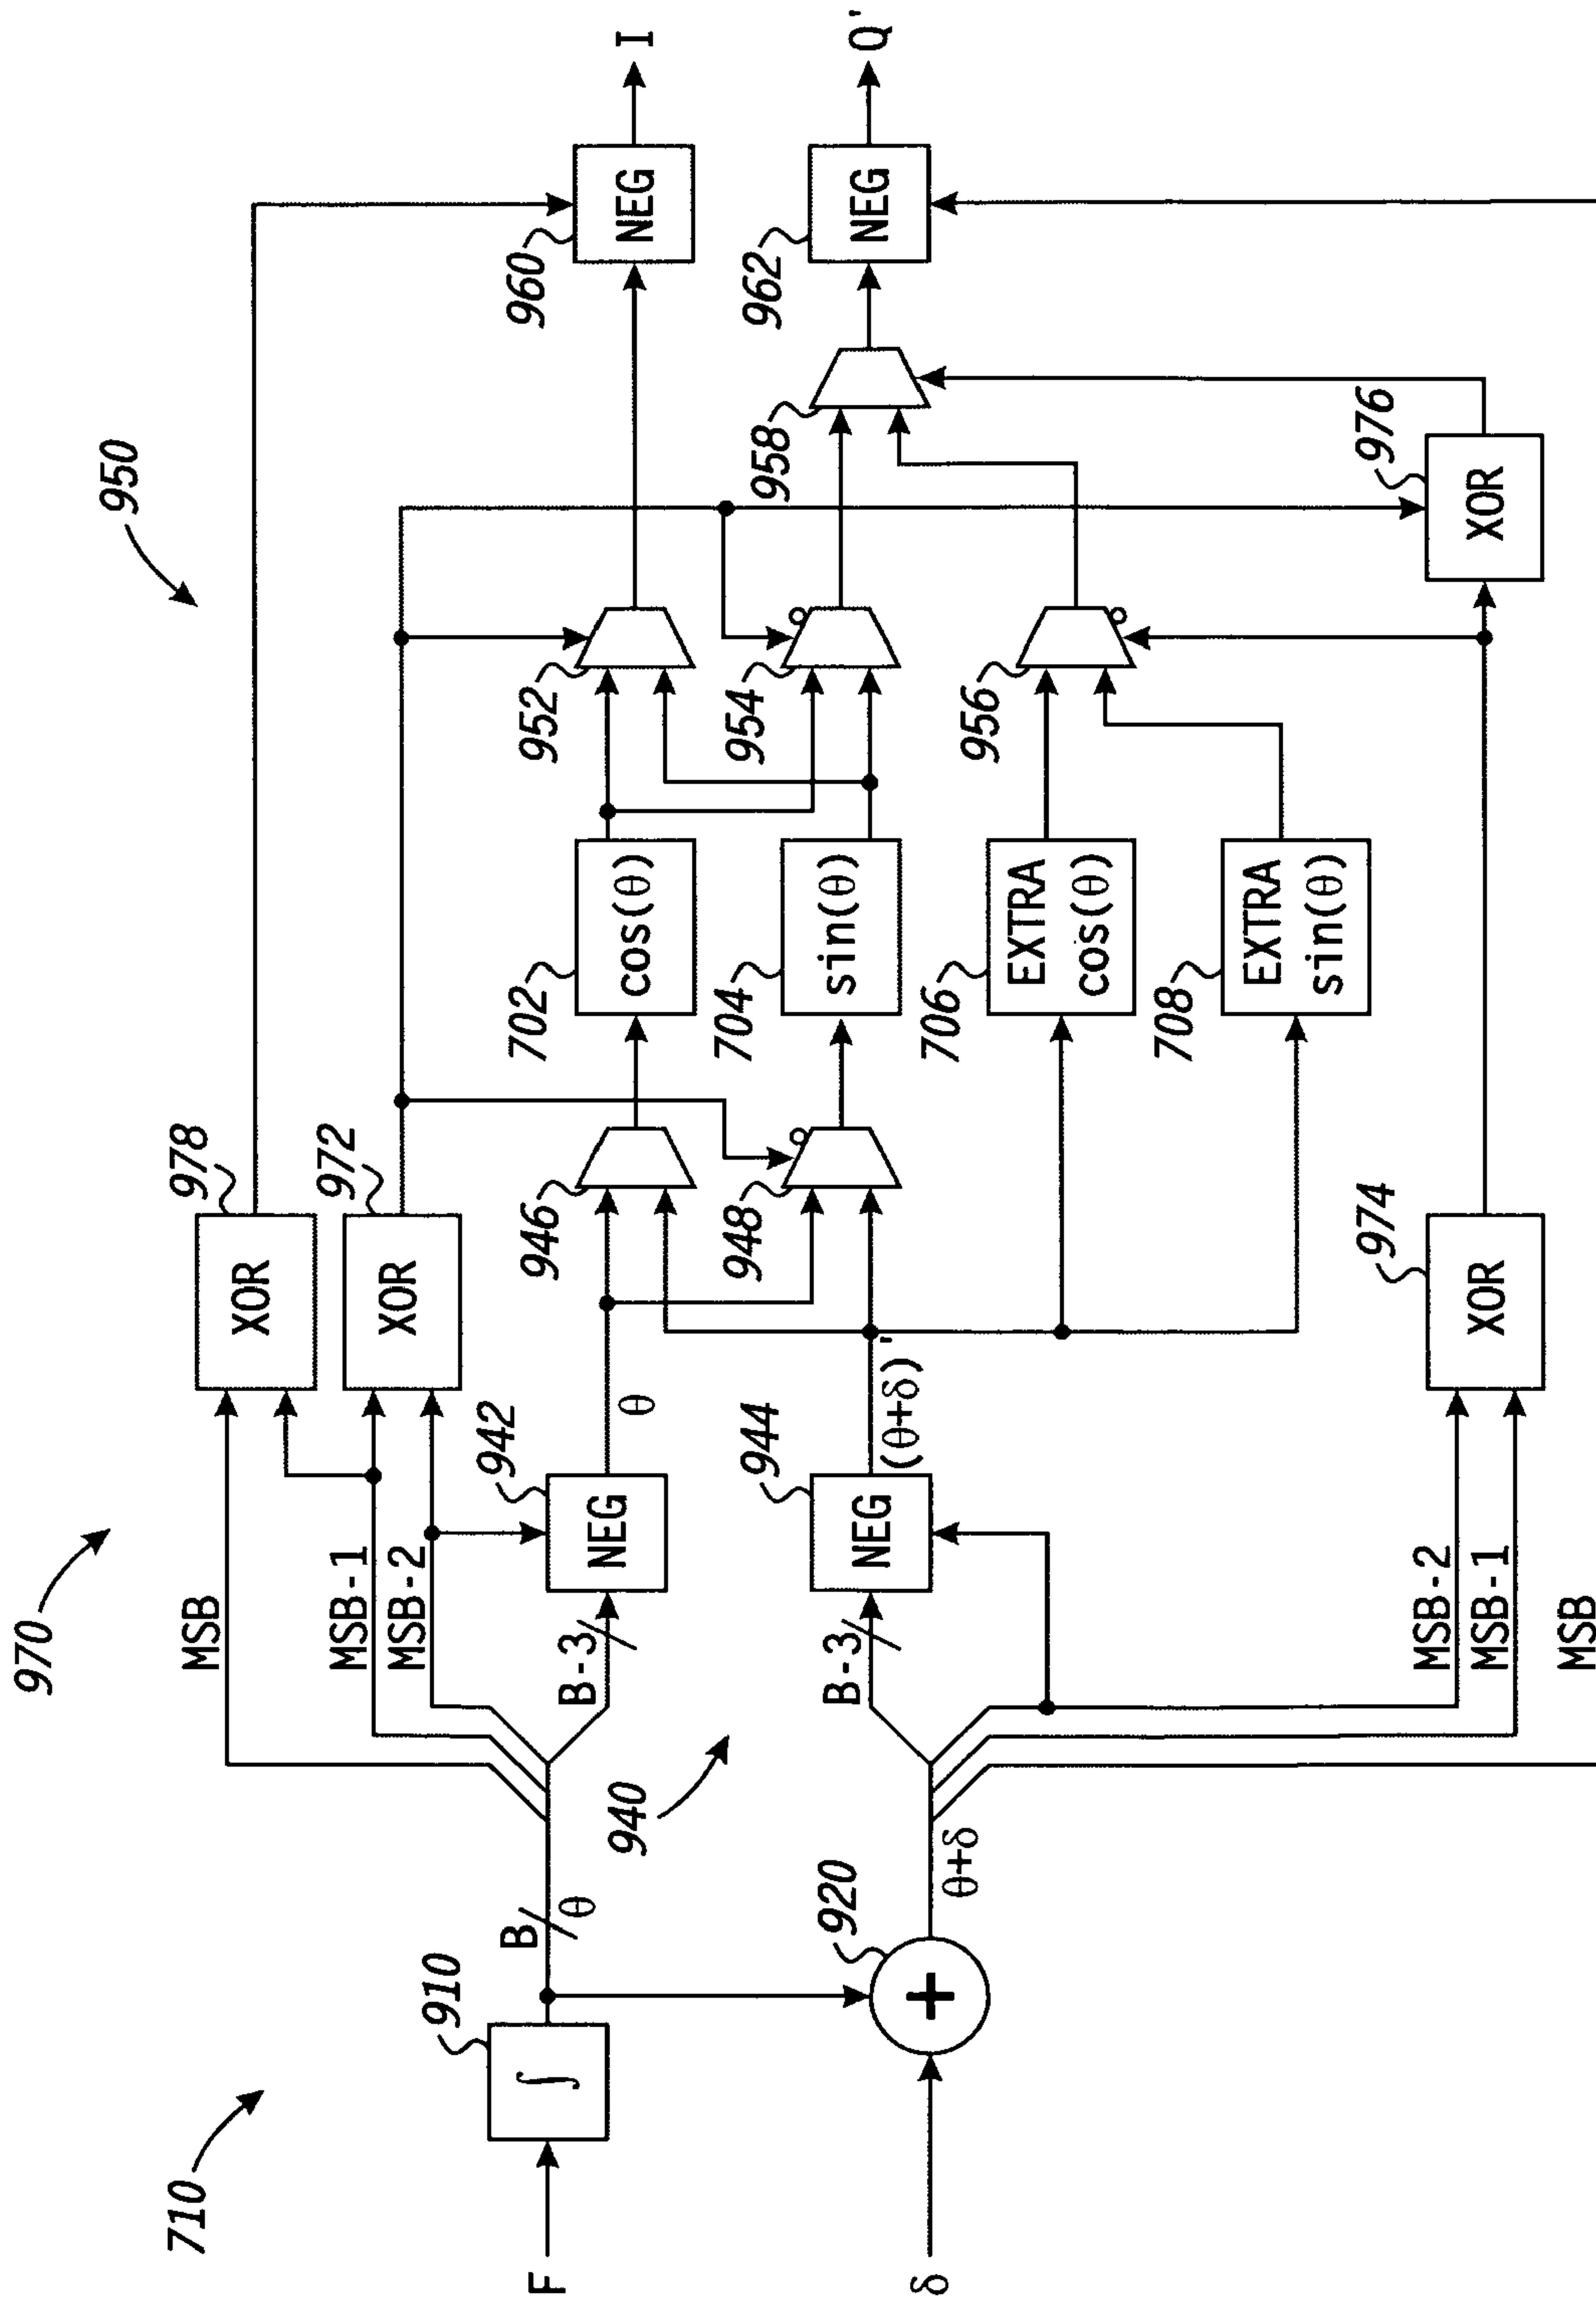 710
970
950
MSB
MSB-1
MSB-2
978
XOR
972
XOR
F
910
∫
B
θ
B-3
942
NEG
θ
946
702
cos(θ)
952
960
NEG
I
940
948
704
sin(θ)
954
δ
920
+
θ+δ
B-3
944
NEG
(θ+δ)'
958
962
NEG
Q'
706
EXTRA
cos(θ)
956
708
EXTRA
sin(θ)
MSB-2
MSB-1
MSB
974
XOR
976
XOR